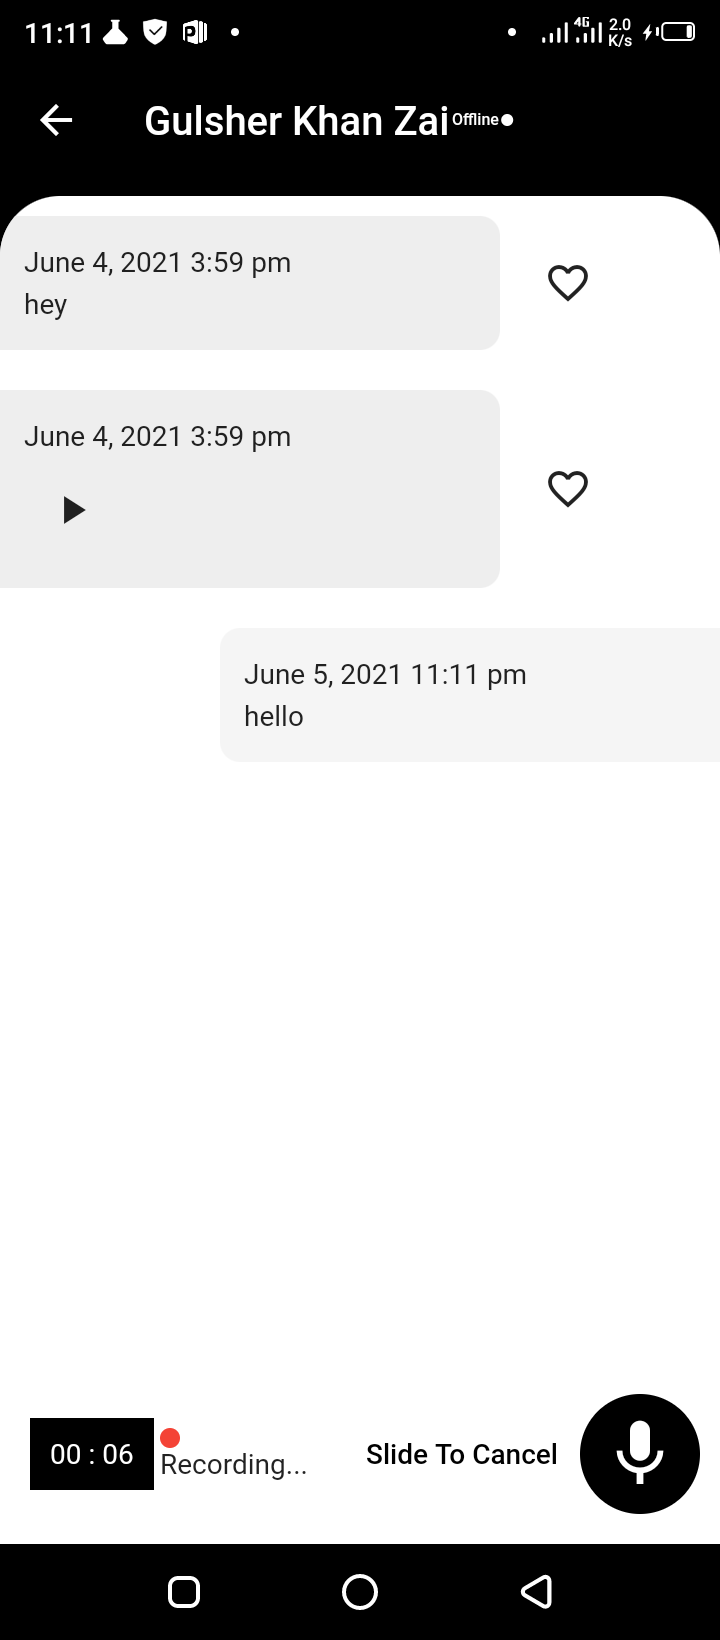 11:11
4G
2.0
K/s
Gulsher Khan Zai Offline
June 4, 2021 3:59 pm
hey
June 4, 2021 3:59 pm
June 5, 2021 11:11 pm
hello
00 : 06
Recording...
Slide To Cancel